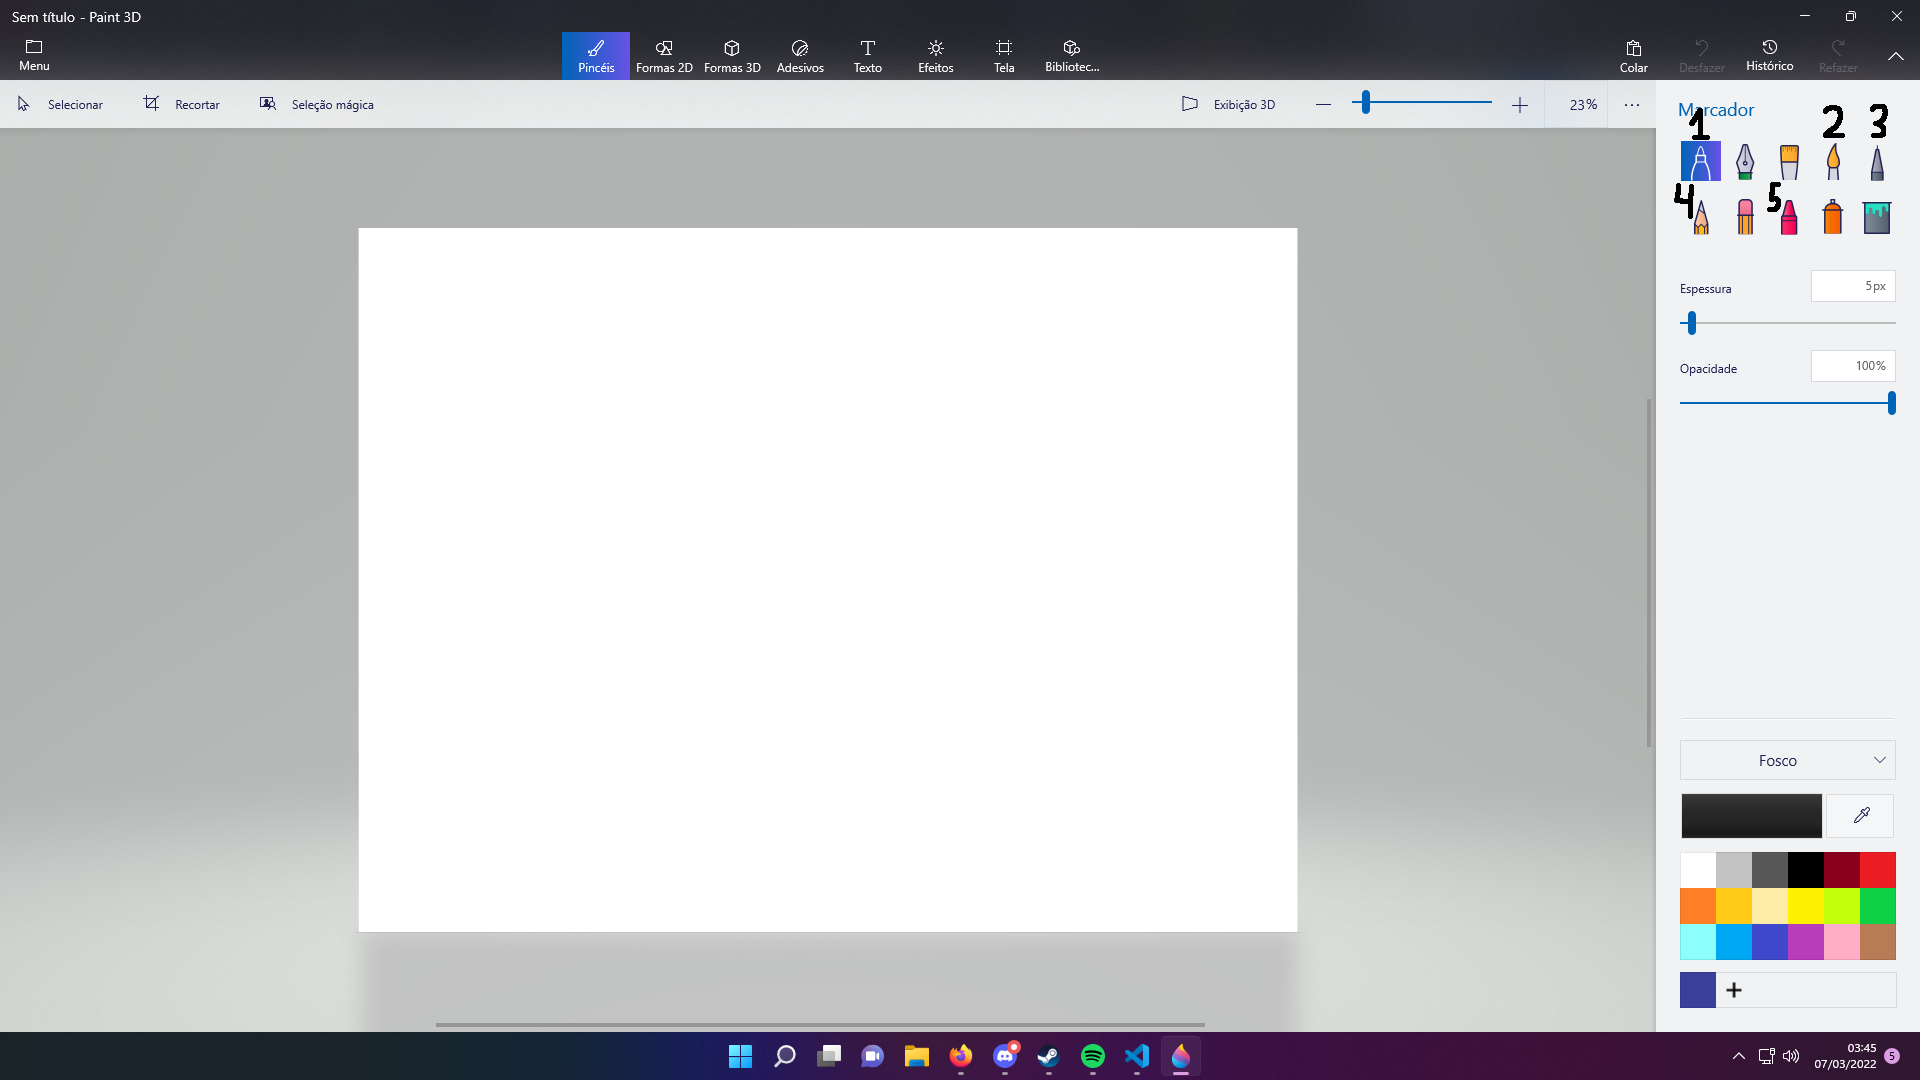 Sem título - Paint 3D
Menu
Pincéis
Formas 2D
Formas 3D
Adesivos
Texto
Efeitos
Tela
Bibliotec...
Colar
Desfazer
Histórico
Refazer
Selecionar
Recortar
Seleção mágica
Exibição 3D
23%
Marcador
1
2
3
4
5
Espessura
5px
Opacidade
100%
Fosco
03:45
07/03/2022
5